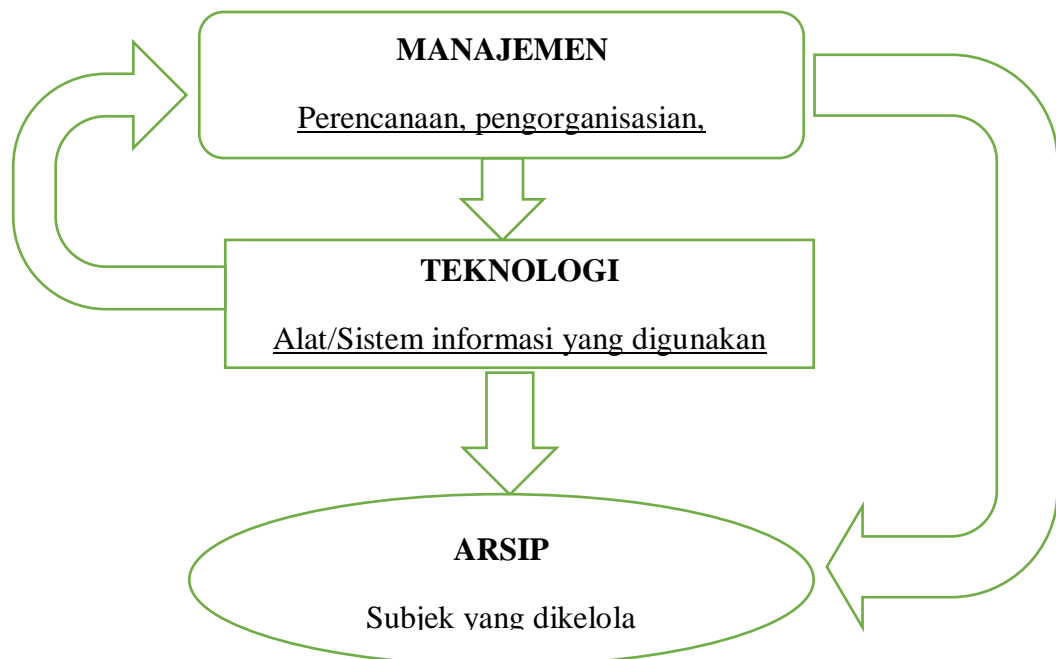 MANAJEMEN
Perencanaan, pengorganisasian,
TEKNOLOGI
Alat/Sistem informasi yang digunakan
ARSIP
Subjek yang dikelola